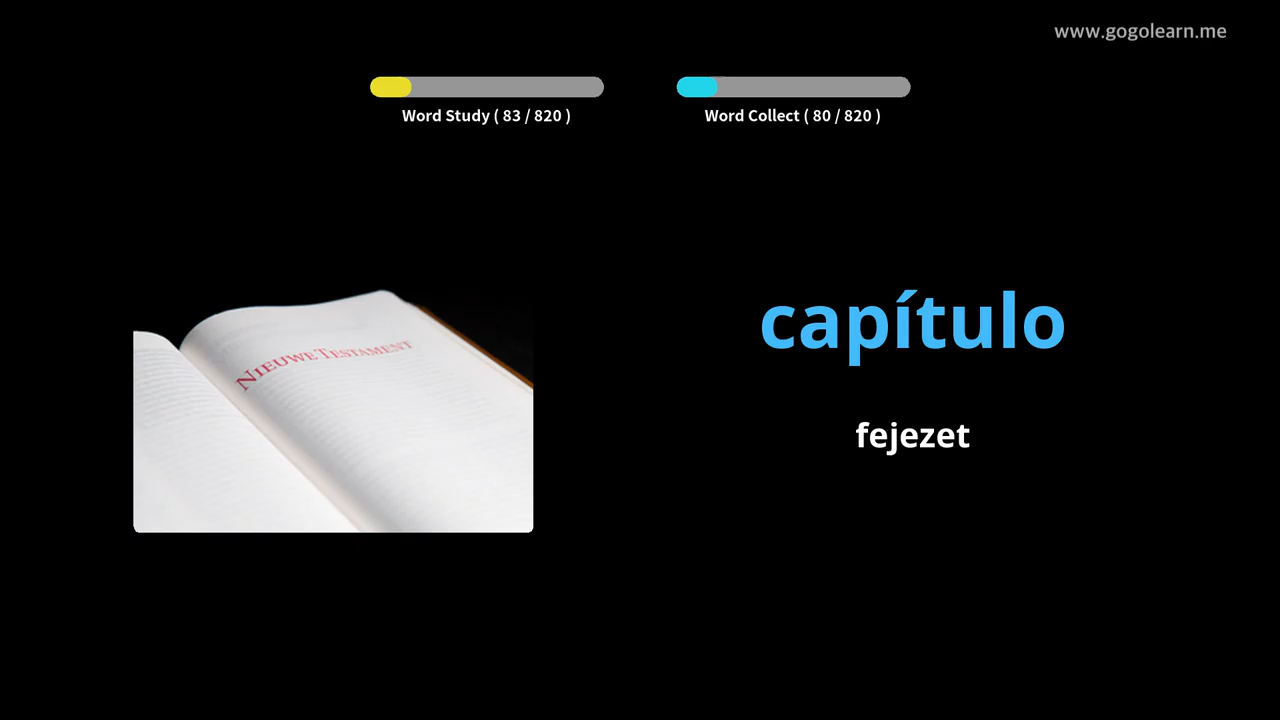 www.gogolearn.me
Word Study ( 83 / 820 )
Word Collect ( 80 / 820 )
NIEUWE TESTAMENT
capítulo
fejezet